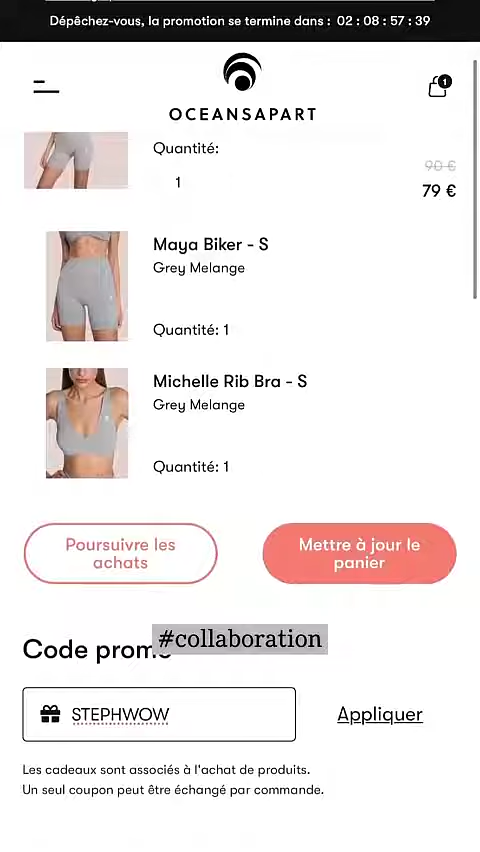 Dépêchez-vous, la promotion se termine dans : 02 : 08 : 57 : 39
1
OCEANSAPART
Quantité:
90 €
1
79 €
Maya Biker - S
Grey Melange
Quantité: 1
Michelle Rib Bra - S
Grey Melange
Quantité: 1
Poursuivre les
achats
Mettre à jour le
panier
#collaboration
Code promo
STEPHWOW
Appliquer
Les cadeaux sont associés à l'achat de produits.
Un seul coupon peut être échangé par commande.